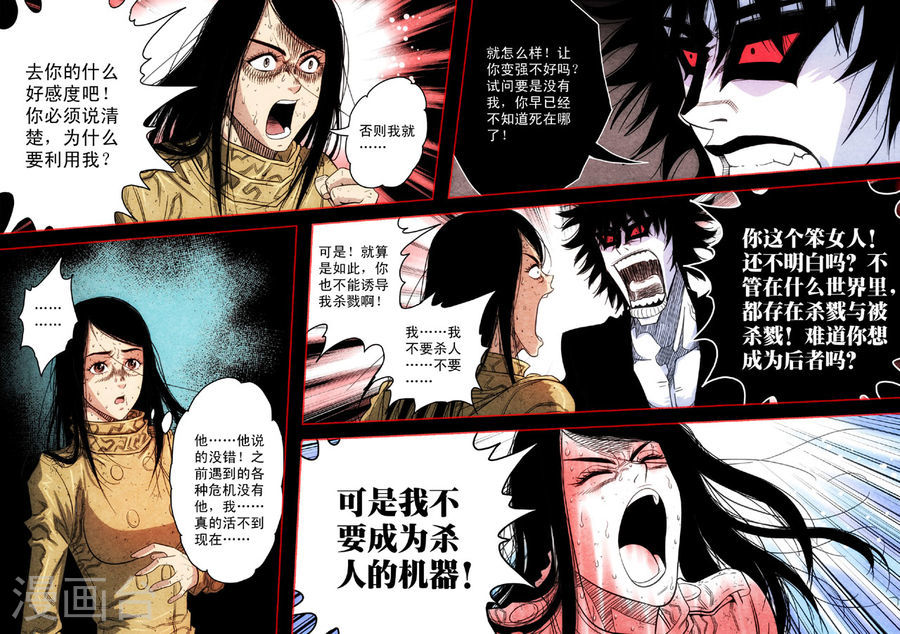 去你的什么
好感度吧！
你必须说清
楚，为什么
要利用我？
否则我就
……
就怎么样！让
你变强不好吗？
试问要是没有
我，你早已经
不知道死在哪
了！
可是！就算
是如此，你
也不能诱导
我杀戮啊！
我……我
不要杀人
……不要
……
你这个笨女人！
还不明白吗？不
管在什么世界里，
都存在杀戮与被
杀戮！难道你想
成为后者吗？
……
……
他……他说
的没错！之
前遇到的各
种危机没有
他，我……
真的活不到
现在……
可是我不
要成为杀
人的机器！
漫画台